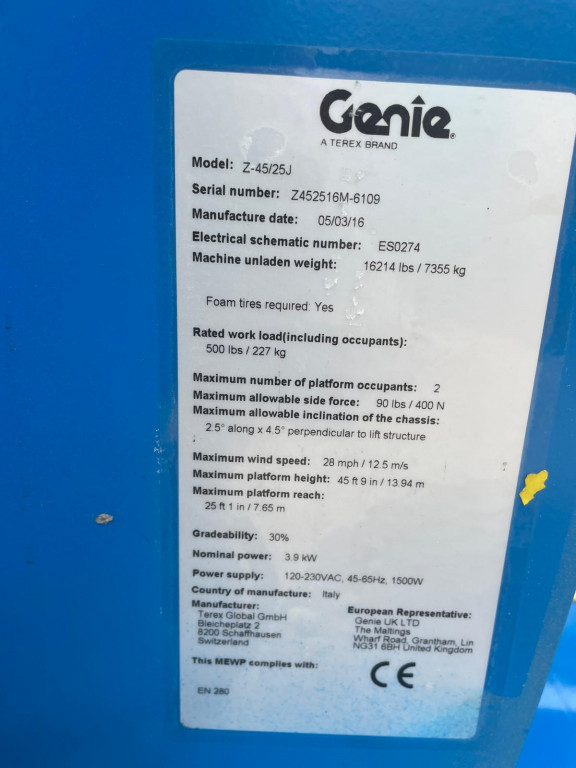 Genie
A TEREX BRAND
Model: Z-45/25J
Serial number: Z452516M-6109
Manufacture date: 05/03/16
Electrical schematic number: ES0274
Machine unladen weight: 16214 lbs / 7355 kg
Foam tires required: Yes
Rated work load(including occupants):
500 lbs / 227 kg
Maximum number of platform occupants: 2
Maximum allowable side force: 90 lbs / 400 N
Maximum allowable inclination of the chassis:
2.5° along x 4.5° perpendicular to lift structure
Maximum wind speed: 28 mph / 12.5 m/s
Maximum platform height: 45 ft 9 in / 13.94 m
Maximum platform reach:
25 ft 1 in / 7.65 m
Gradeability: 30%
Nominal power: 3.9 kW
Power supply: 120-230VAC, 45-65Hz, 1500W
Country of manufacture: Italy
Manufacturer:
Terex Global GmbH
Bleicheplatz 2
8200 Schaffhausen
Switzerland
European Representative:
Genie UK LTD
The Maltings
Wharf Road, Grantham, Lin
NG31 6BH United Kingdom
This MEWP complies with:
CE
EN 280